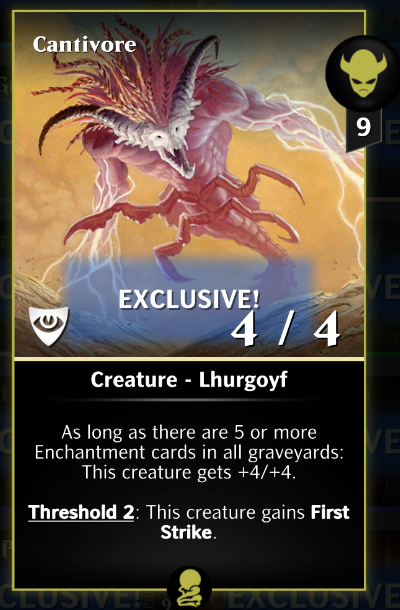 Cantivore
9
EXCLUSIVE!
4 / 4
Creature - Lhurgoyf
As long as there are 5 or more
Enchantment cards in all graveyards:
This creature gets +4/+4.
Threshold 2: This creature gains First
Strike.